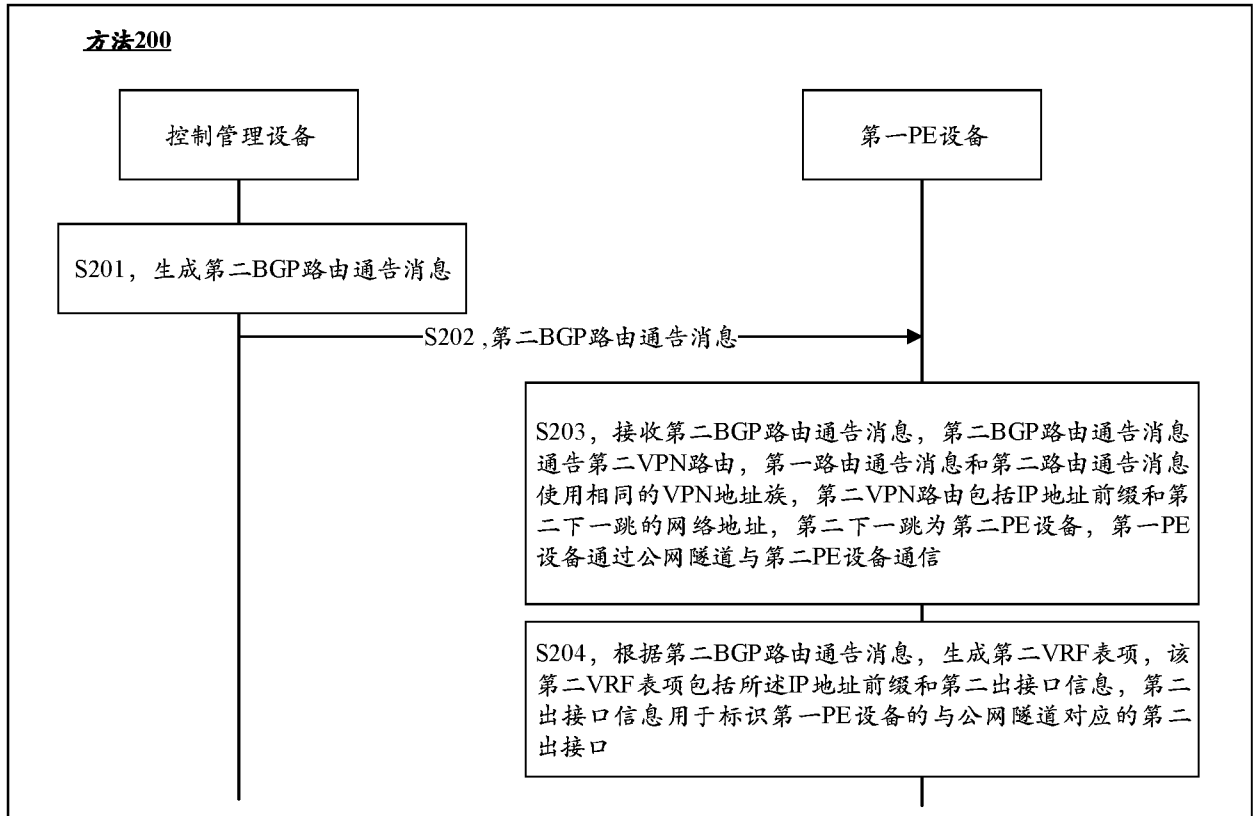 方法200
控制管理设备
第一PE设备
S201，生成第二BGP路由通告消息
S202 ,第二BGP路由通告消息
S203，接收第二BGP路由通告消息，第二BGP路由通告消息
通告第二VPN路由，第一路由通告消息和第二路由通告消息
使用相同的VPN地址族，第二VPN路由包括IP地址前缀和第
二下一跳的网络地址，第二下一跳为第二PE设备，第一PE
设备通过公网隧道与第二PE设备通信
S204，根据第二BGP路由通告消息，生成第二VRF表项，该
第二VRF表项包括所述IP地址前缀和第二出接口信息，第二
出接口信息用于标识第一PE设备的与公网隧道对应的第二
出接口